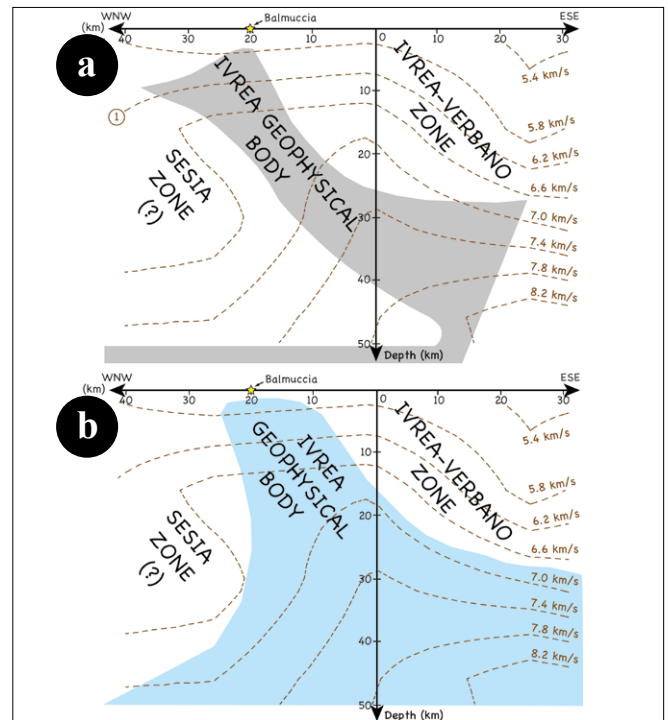 a
WNW
ESE
Balmuccia
(km)
40
30
20
10
0
10
20
30
5.4 km/s
5.8 km/s
6.2 km/s
6.6 km/s
7.0 km/s
7.4 km/s
7.8 km/s
8.2 km/s
10
20
30
40
50
Depth (km)
1
IVREA GEOPHYSICAL
BODY
IVREA-VERBANO
ZONE
SESIA
ZONE
(?)
b
WNW
ESE
Balmuccia
(km)
40
30
20
10
0
10
20
30
5.4 km/s
5.8 km/s
6.2 km/s
6.6 km/s
7.0 km/s
7.4 km/s
7.8 km/s
8.2 km/s
10
20
30
40
50
Depth (km)
IVREA
GEOPHYSICAL
BODY
IVREA-VERBANO
ZONE
SESIA
ZONE
(?)